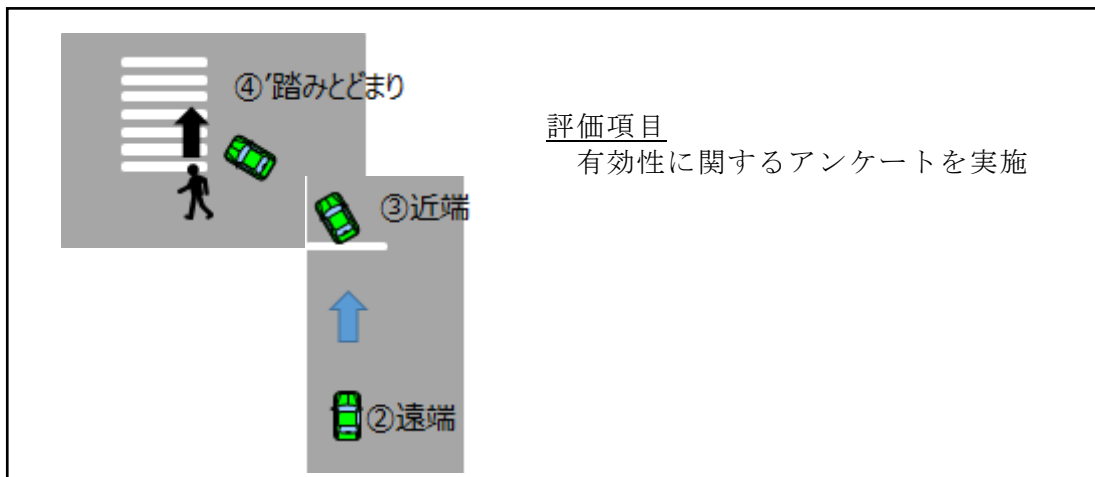 ④’踏みとどまり
評価項目
有効性に関するアンケートを実施
③近端
②遠端